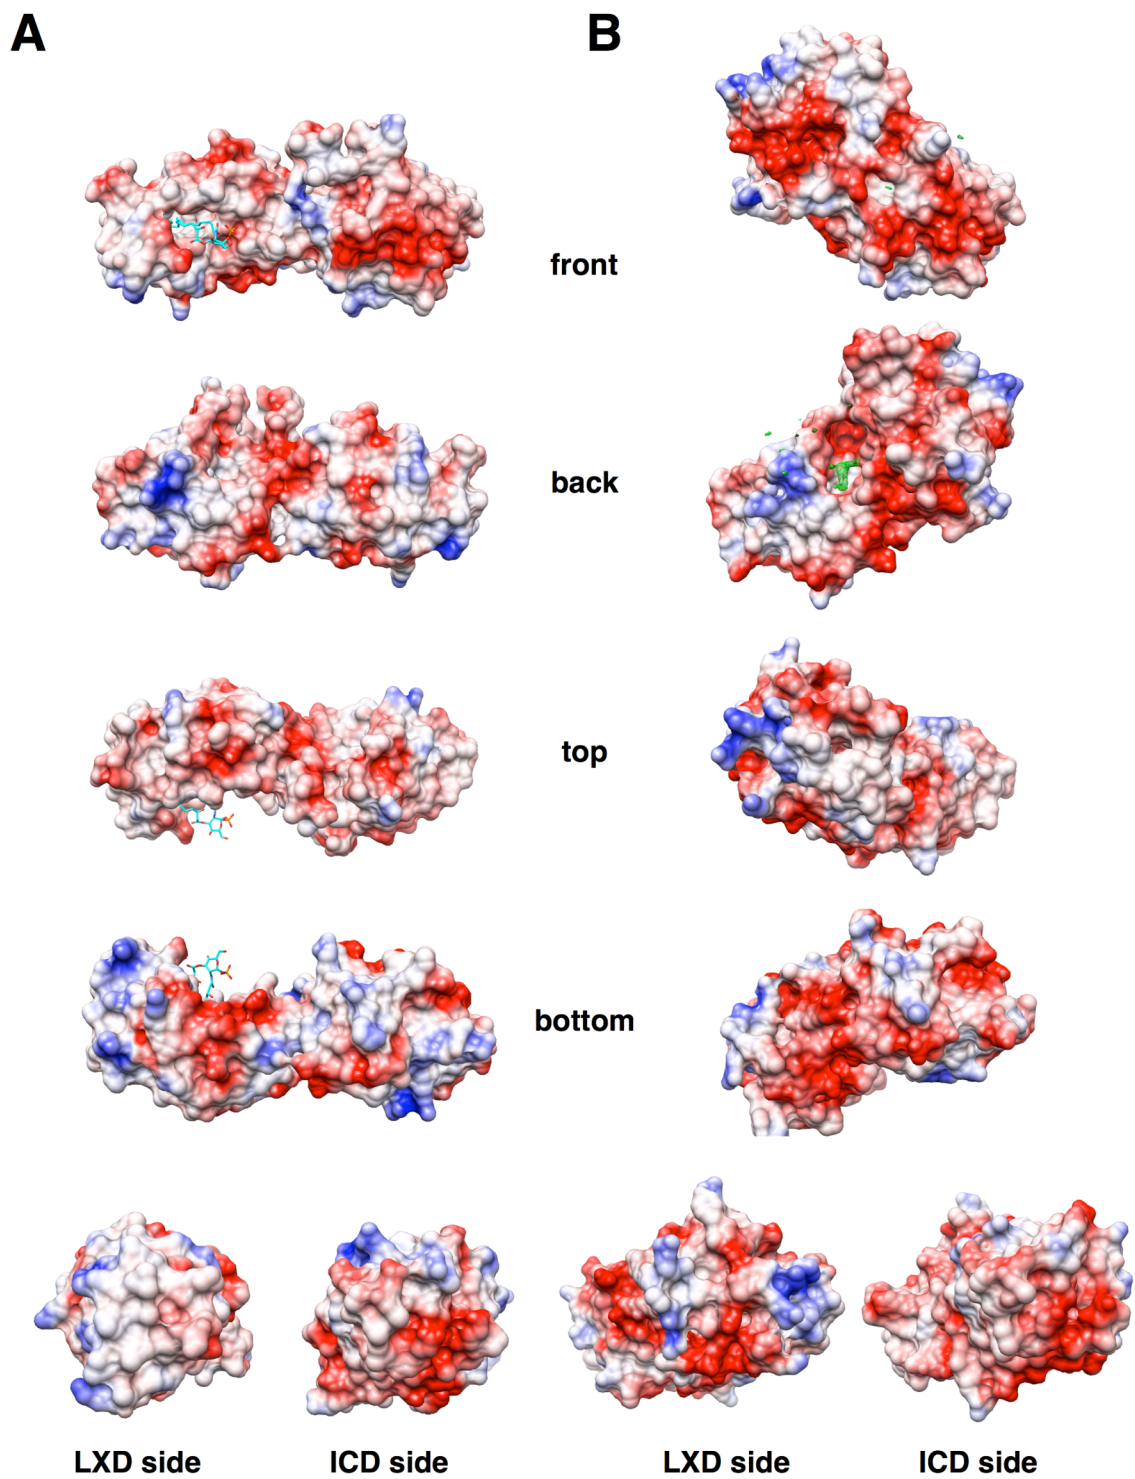 A B
front
back
top
bottom
LXD side ICD side LXD side ICD side